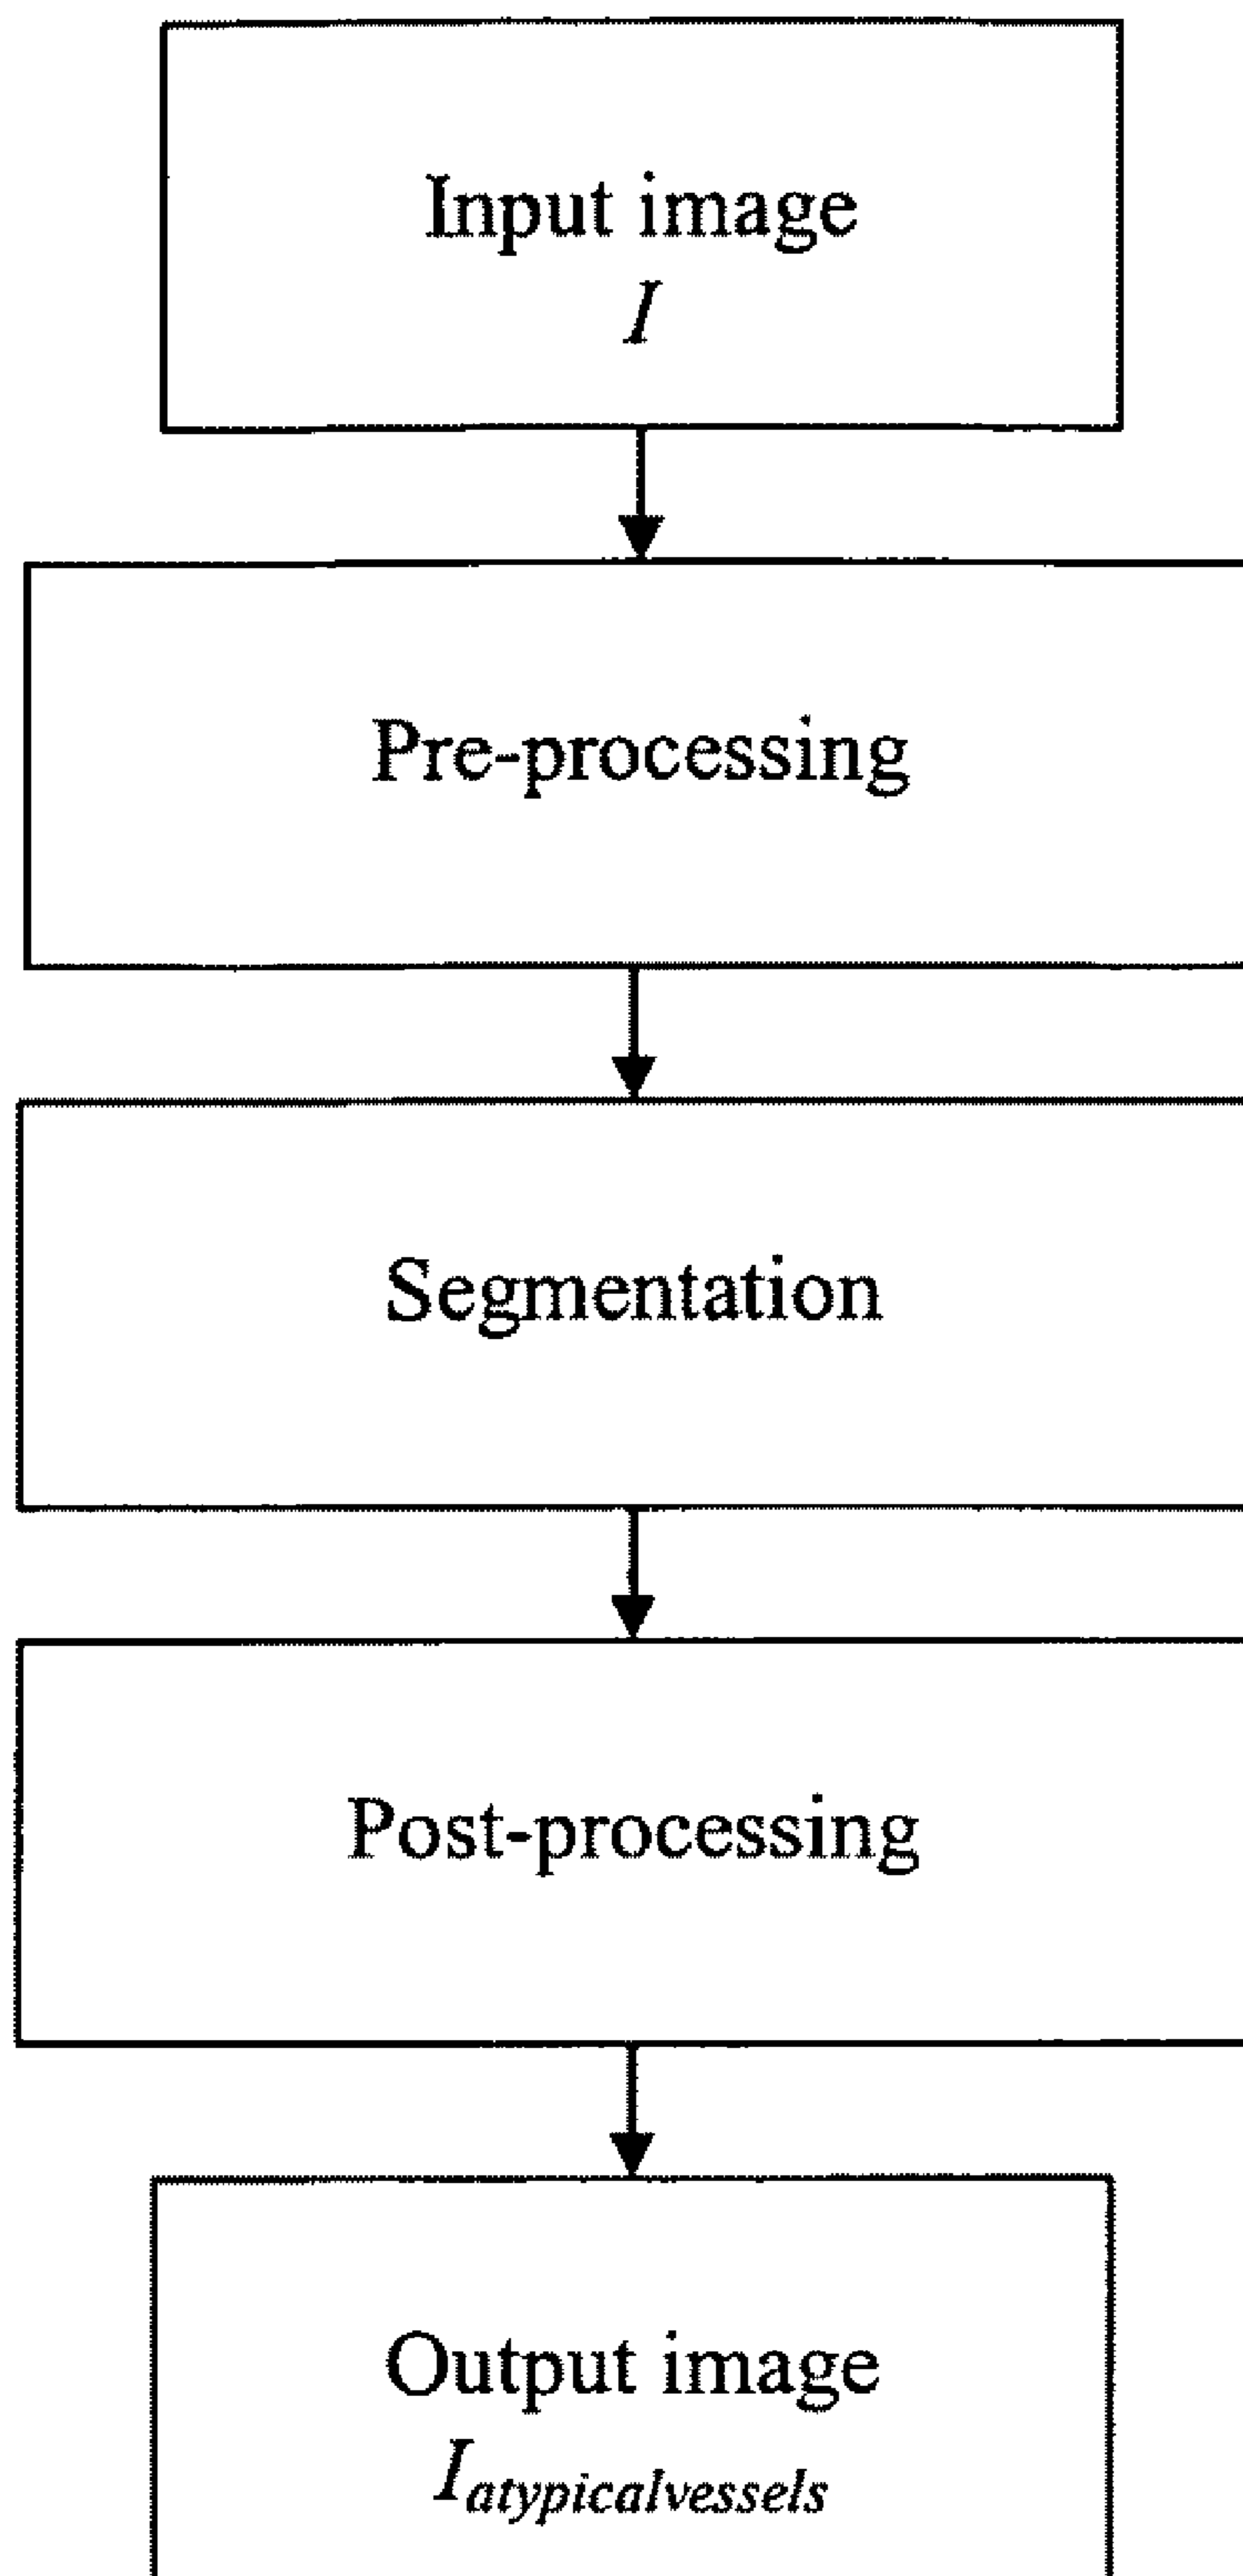 Input image
I
Pre-processing
Segmentation
Post-processing
Output image
I_atypicalvessels